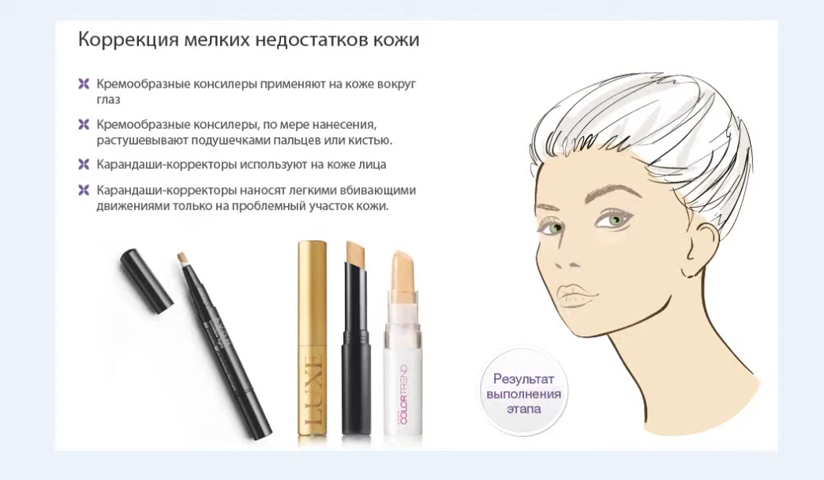 Коррекция мелких недостатков кожи
Кремообразные консилеры применяют на коже вокруг
глаз
Кремообразные консилеры, по мере нанесения,
растушевывают подушечками пальцев или кистью.
Карандаши-корректоры используют на коже лица
Карандаши-корректоры наносят легкими вбивающими
движениями только на проблемный участок кожи.
LUXE
COLORTREND
Результат
выполнения
этапа